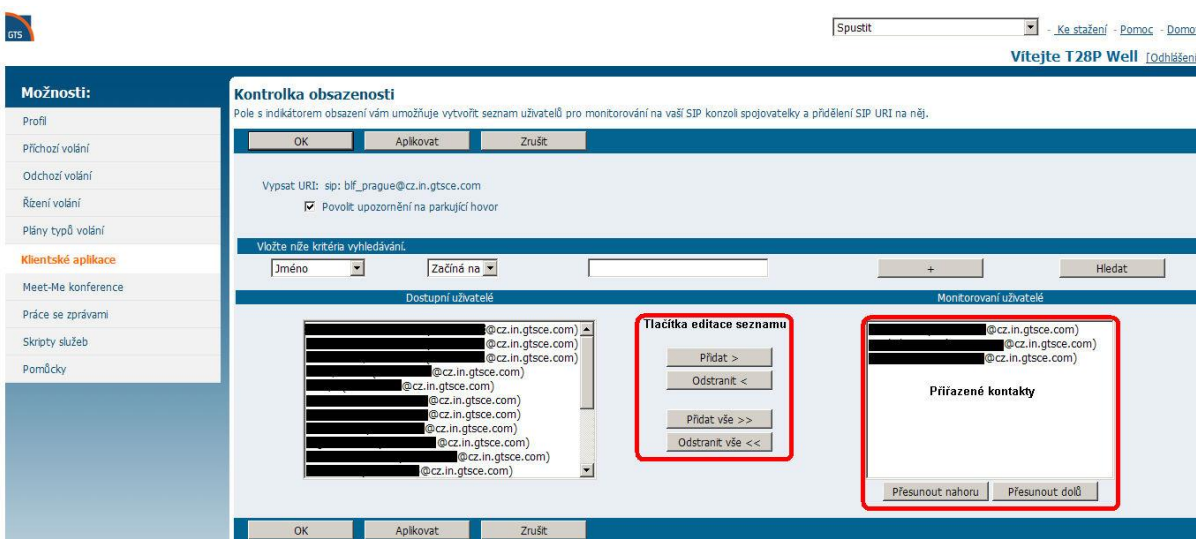 GTS
Spustit - Ke stažení - Pomoc - Domo
Vítejte T28P Well [Odhlášení
Možnosti:
Profil
Příchozí volání
Odchozí volání
Řízení volání
Plány typů volání
Klientské aplikace
Meet-Me konference
Práce se zprávami
Skripty služeb
Pomůcky
Kontrolka obsazenosti
Pole s indikátorem obsazení vám umožňuje vytvořit seznam uživatelů pro monitorování na vaší SIP konzoli spojovatelky a přidělení SIP URI na něj.
OK Aplikovat Zrušit
Vypsat URI: sip: blf_prague@cz.in.gtsce.com
Povolit upozornění na parkující hovor
Vložte níže kritéria vyhledávání.
Jméno Začíná na + Hledat
Dostupní uživatelé
@cz.in.gtsce.com)
@cz.in.gtsce.com)
@cz.in.gtsce.com)
@cz.in.gtsce.com)
@cz.in.gtsce.com)
@cz.in.gtsce.com)
@cz.in.gtsce.com)
@cz.in.gtsce.com)
@cz.in.gtsce.com)
@cz.in.gtsce.com)
@cz.in.gtsce.com)
Tlačítka editace seznamu
Přidat >
Odstranit <
Přidat vše >>
Odstranit vše <<
Monitorovaní uživatelé
@cz.in.gtsce.com)
@cz.in.gtsce.com)
@cz.in.gtsce.com)
Přiřazené kontakty
Přesunout nahoru Přesunout dolů
OK Aplikovat Zrušit